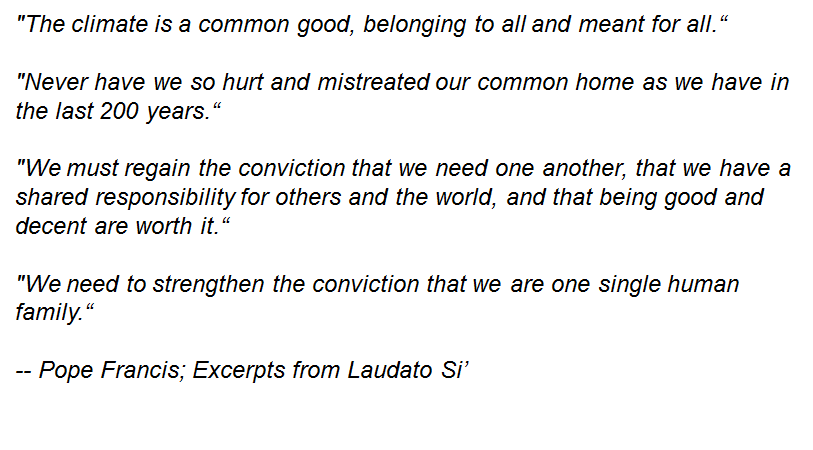 "The climate is a common good, belonging to all and meant for all.“
"Never have we so hurt and mistreated our common home as we have in
the last 200 years.“
"We must regain the conviction that we need one another, that we have a
shared responsibility for others and the world, and that being good and
decent are worth it.“
"We need to strengthen the conviction that we are one single human
family.“
-- Pope Francis; Excerpts from Laudato Si’